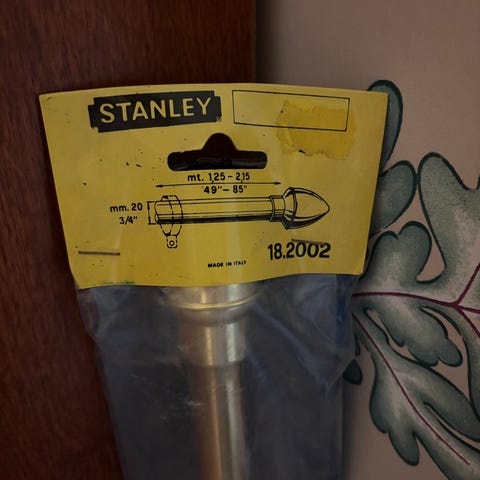 STANLEY
mt. 1,25 - 2,15
49" - 85"
mm. 20
3/4"
18.2002
MADE IN ITALY